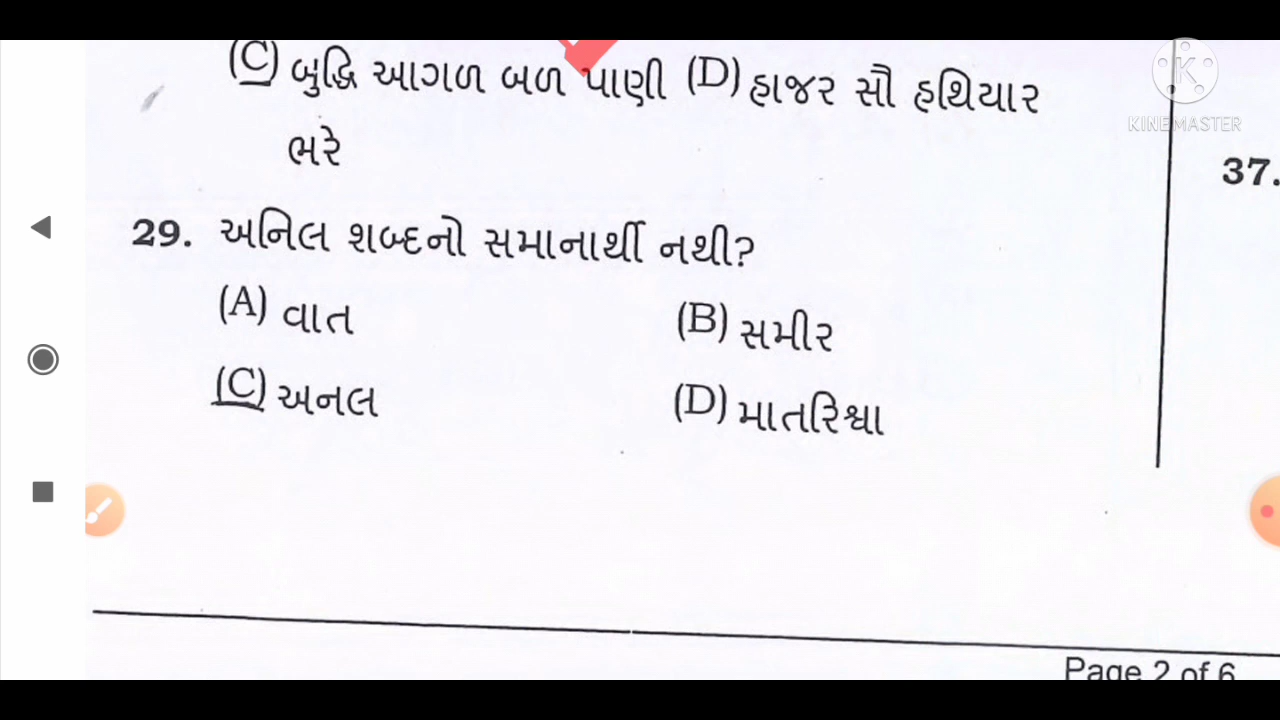 (C) બુદ્ધિ આગળ બળ પાણી (D) હાજર સૌ હથિયાર
ભરે
29. અનિલ શબ્દનો સમાનાર્થી નથી?
(A) વાત (B) સમીર
(C) અનલ (D) માતરિશ્વા
37.
Page 2 of 6
KINEMASTER